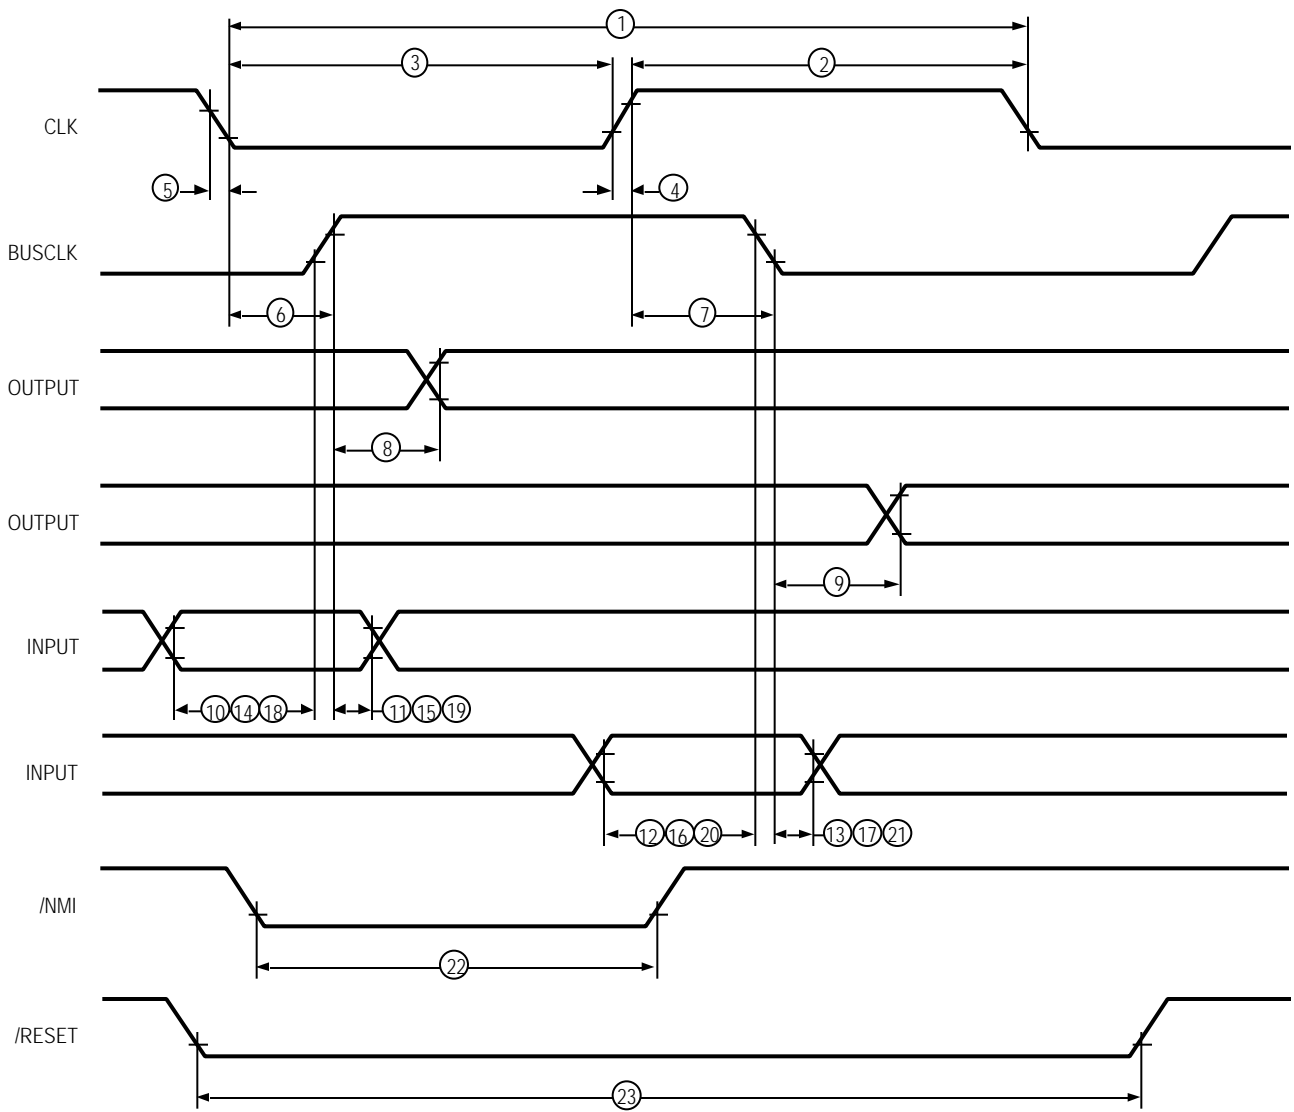 1
3 2
CLK
5 4
BUSCLK
6 7
OUTPUT
8
OUTPUT
9
INPUT
10 14 18 11 15 19
INPUT
12 16 20 13 17 21
/NMI
22
/RESET
23